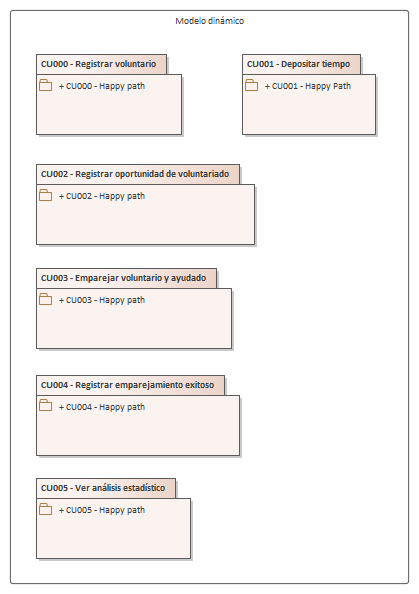 Modelo dinámico
CU000 - Registrar voluntario
+ CU000 - Happy path
CU001 - Depositar tiempo
+ CU001 - Happy Path
CU002 - Registrar oportunidad de voluntariado
+ CU002 - Happy path
CU003 - Emparejar voluntario y ayudado
+ CU003 - Happy path
CU004 - Registrar emparejamiento exitoso
+ CU004 - Happy path
CU005 - Ver análisis estadístico
+ CU005 - Happy path